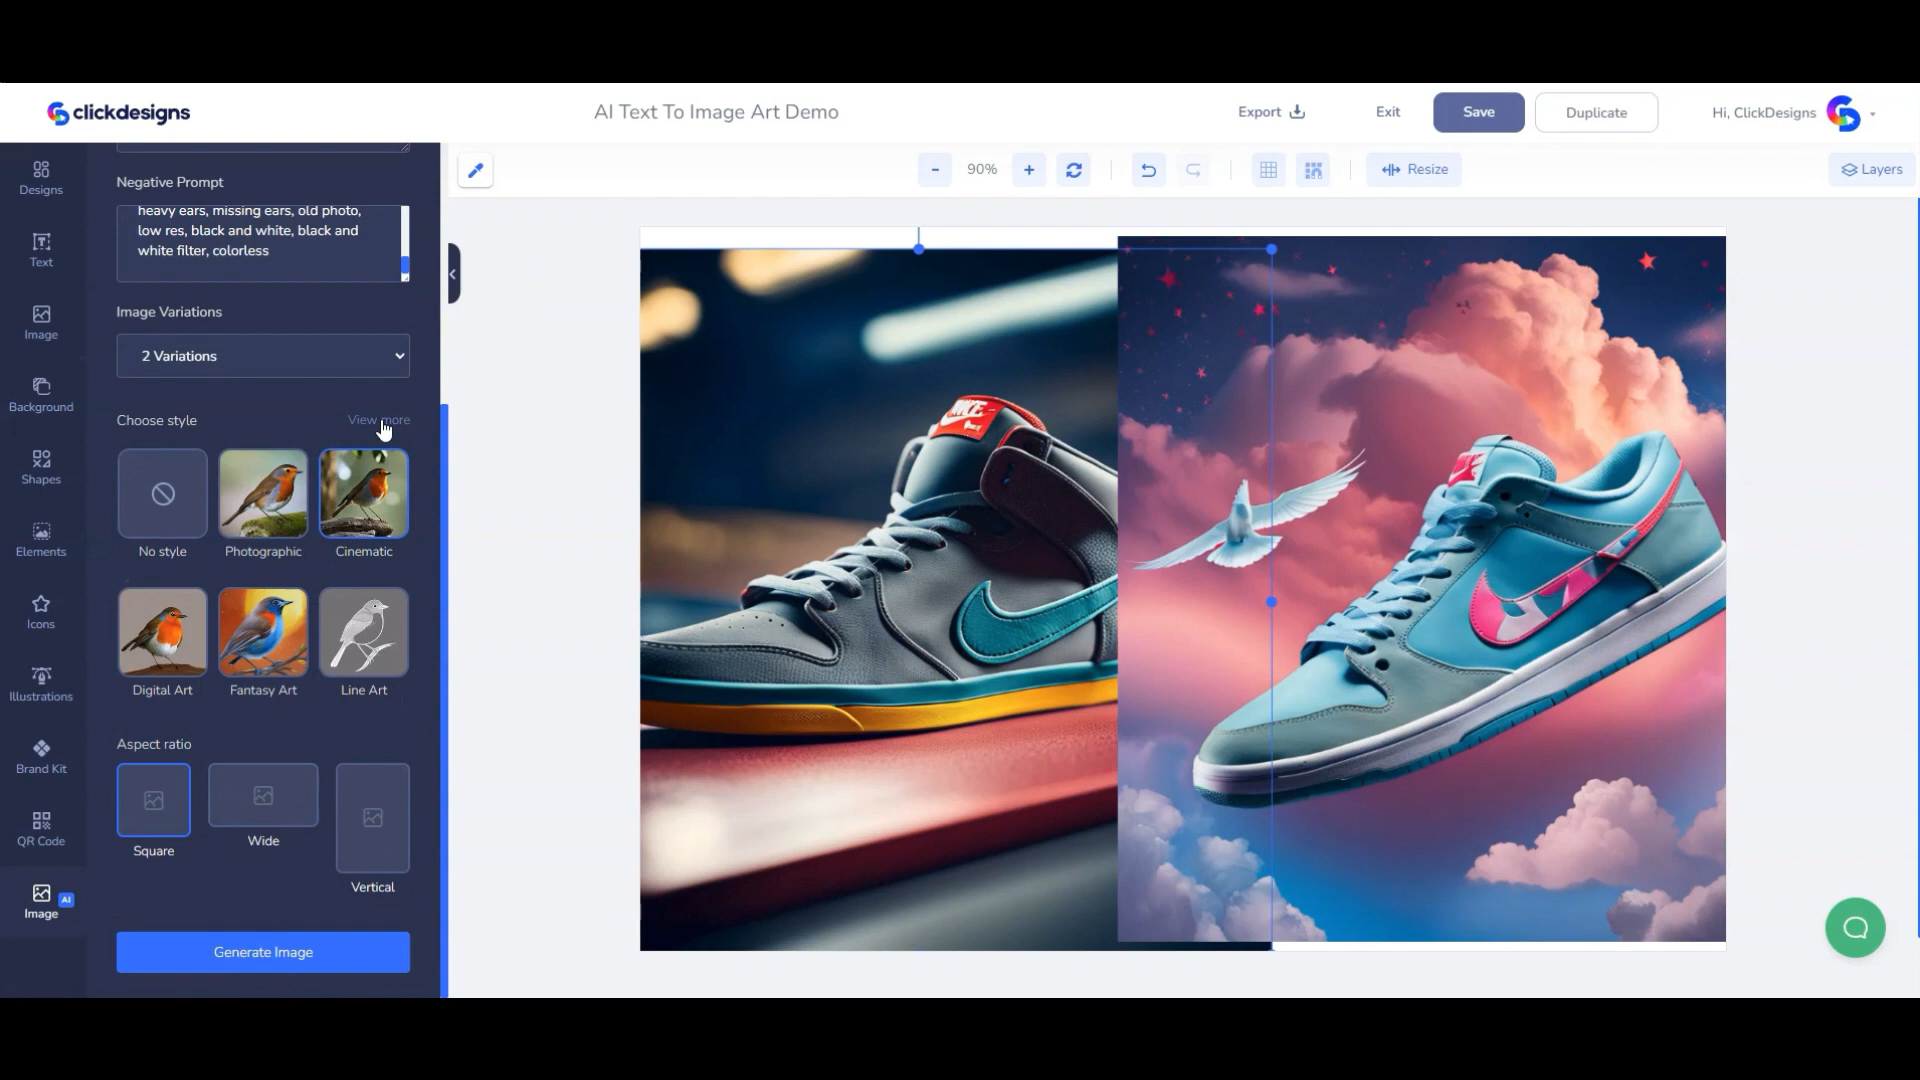 clickdesigns
AI Text To Image Art Demo
Export
Exit
Save
Duplicate
Hi, ClickDesigns
Designs
Text
Image
Background
Shapes
Elements
Icons
Illustrations
Brand Kit
QR Code
Image AI
Negative Prompt
heavy ears, missing ears, old photo,
low res, black and white, black and
white filter, colorless
Image Variations
2 Variations
Choose style
View more
No style
Photographic
Cinematic
Digital Art
Fantasy Art
Line Art
Aspect ratio
Square
Wide
Vertical
Generate Image
-
90%
+
Resize
Layers
NIKE